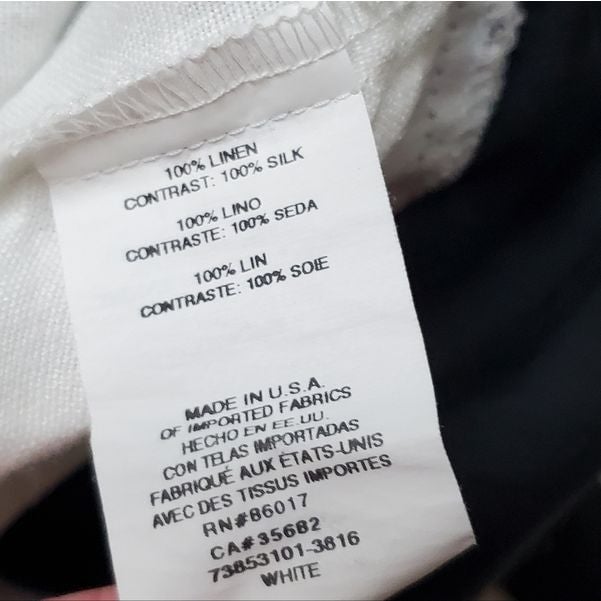 100% LINEN
CONTRAST: 100% SILK
100% LINO
CONTRASTE: 100% SEDA
100% LIN
CONTRASTE: 100% SOIE
MADE IN U.S.A.
OF IMPORTED FABRICS
HECHO EN EE.UU.
CON TELAS IMPORTADAS
FABRIQUÉ AUX ÉTATS-UNIS
AVEC DES TISSUS IMPORTES
RN#86017
CA#35682
73853101-3816
WHITE